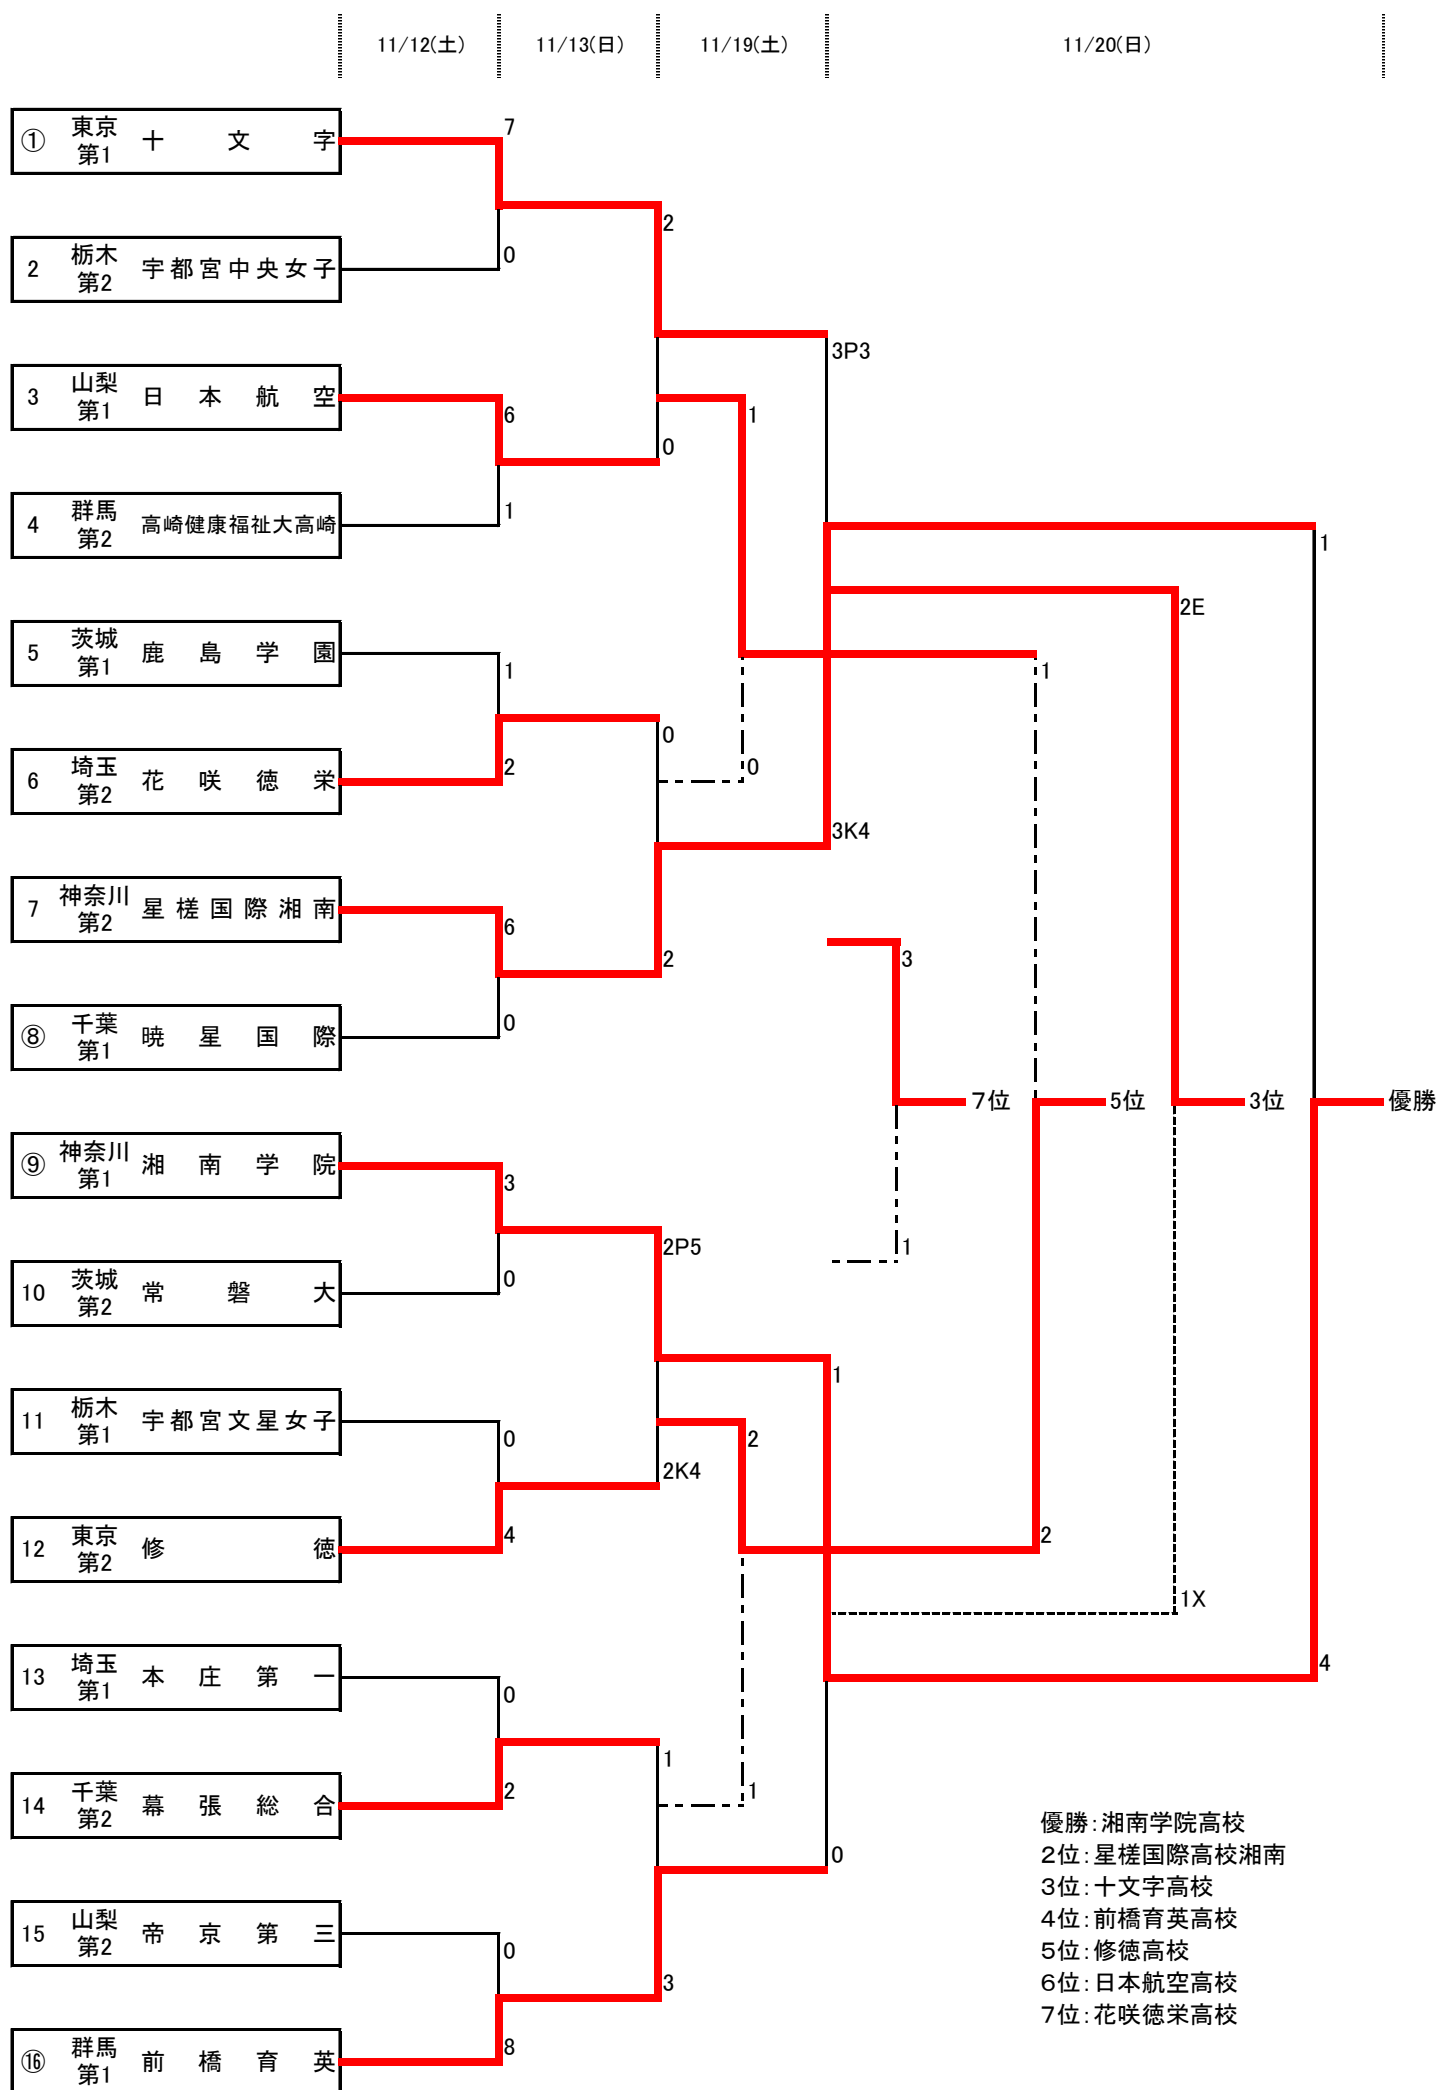 11/12(土) 11/13(日) 11/19(土) 11/20(日)
7
① 東京第1 十文字
2
2 栃木第2 宇都宮中央女子
0
3P3
3 山梨第1 日本航空
6
1
0
4 群馬第2 高崎健康福祉大高崎
1
1
2E
5 茨城第1 鹿島学園
1
1
0
6 埼玉第2 花咲徳栄
2
0
3K4
7 神奈川第2 星槎国際湘南
6
2
3
⑧ 千葉第1 暁星国際
0
7位 5位 3位 優勝
⑨ 神奈川第1 湘南学院
3
2P5
1
10 茨城第2 常磐大
0
1
11 栃木第1 宇都宮文星女子
0
2
2K4
12 東京第2 修徳
4
2
1X
13 埼玉第1 本庄第一
0
4
1
14 千葉第2 幕張総合
2
1
優勝：湘南学院高校
0
2位：星槎国際高校湘南
3位：十文字高校
15 山梨第2 帝京第三
0
4位：前橋育英高校
5位：修徳高校
3
6位：日本航空高校
7位：花咲徳栄高校
⑯ 群馬第1 前橋育英
8